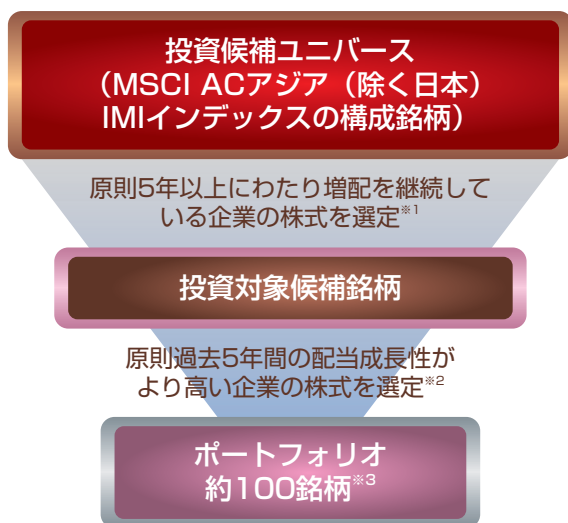 投資候補ユニバース
（MSCI ACアジア（除く日本）
IMIインデックスの構成銘柄）
原則5年以上にわたり増配を継続して
いる企業の株式を選定※1
投資対象候補銘柄
原則過去5年間の配当成長性が
より高い企業の株式を選定※2
ポートフォリオ
約100銘柄※3